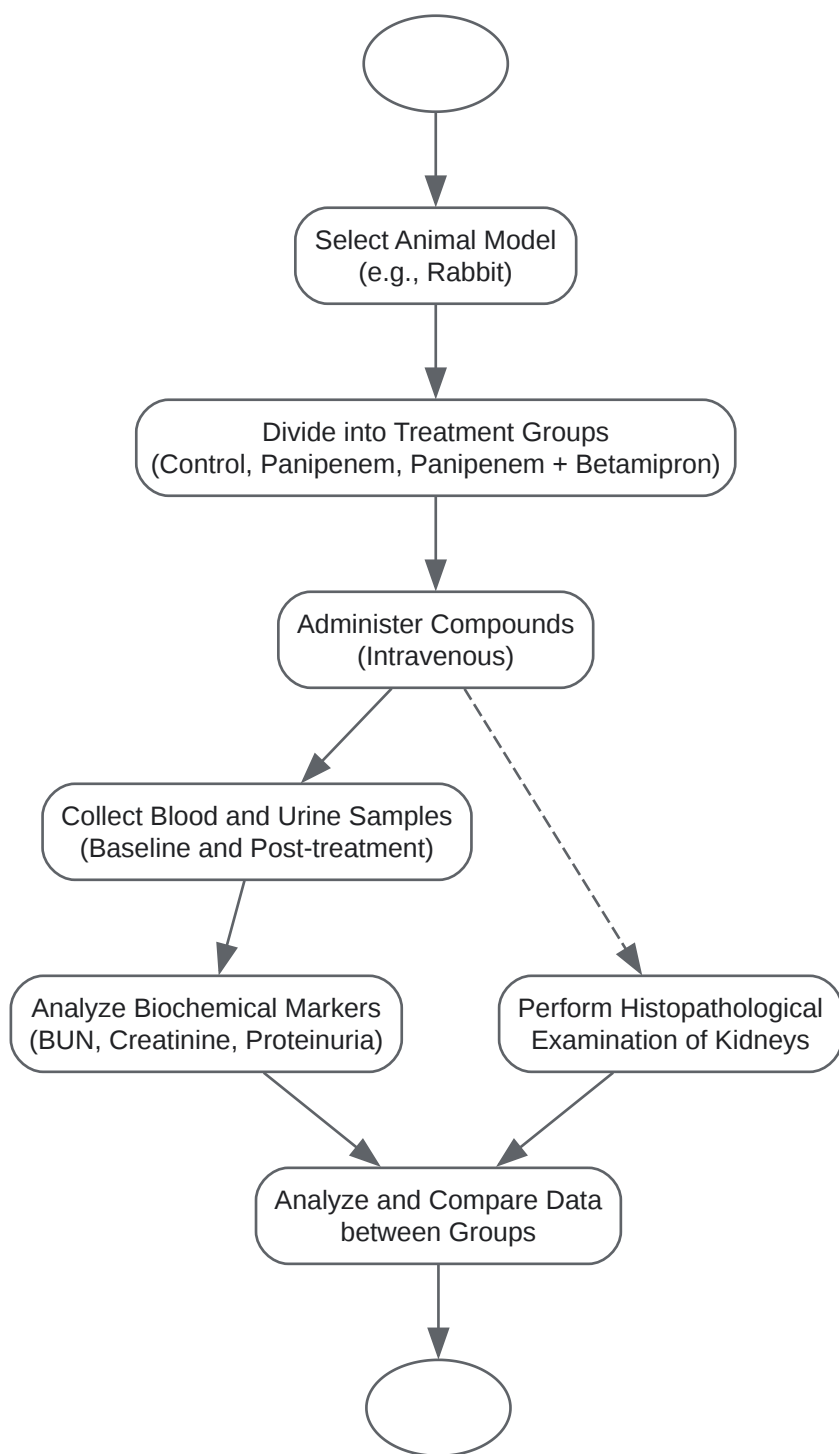 Select Animal Model
(e.g., Rabbit)
Divide into Treatment Groups
(Control, Panipenem, Panipenem + Betamipron)
Administer Compounds
(Intravenous)
Collect Blood and Urine Samples
(Baseline and Post-treatment)
Analyze Biochemical Markers
(BUN, Creatinine, Proteinuria)
Perform Histopathological
Examination of Kidneys
Analyze and Compare Data
between Groups